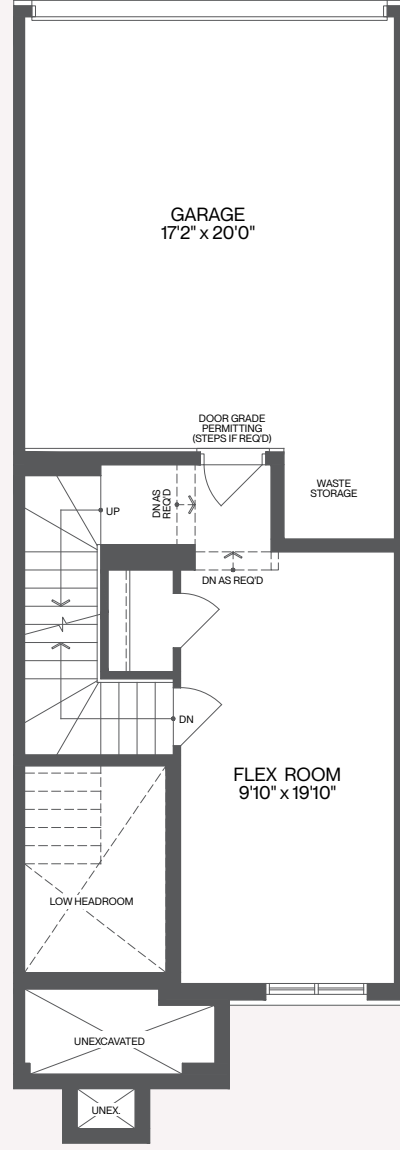 GARAGE
17'2" x 20'0"
DOOR GRADE
PERMITTING
(STEPS IF REQ'D)
WASTE
STORAGE
UP
DN AS
REQ'D
DN AS REQ'D
DN
FLEX ROOM
9'10" x 19'10"
LOW HEADROOM
UNEXCAVATED
UNEX.